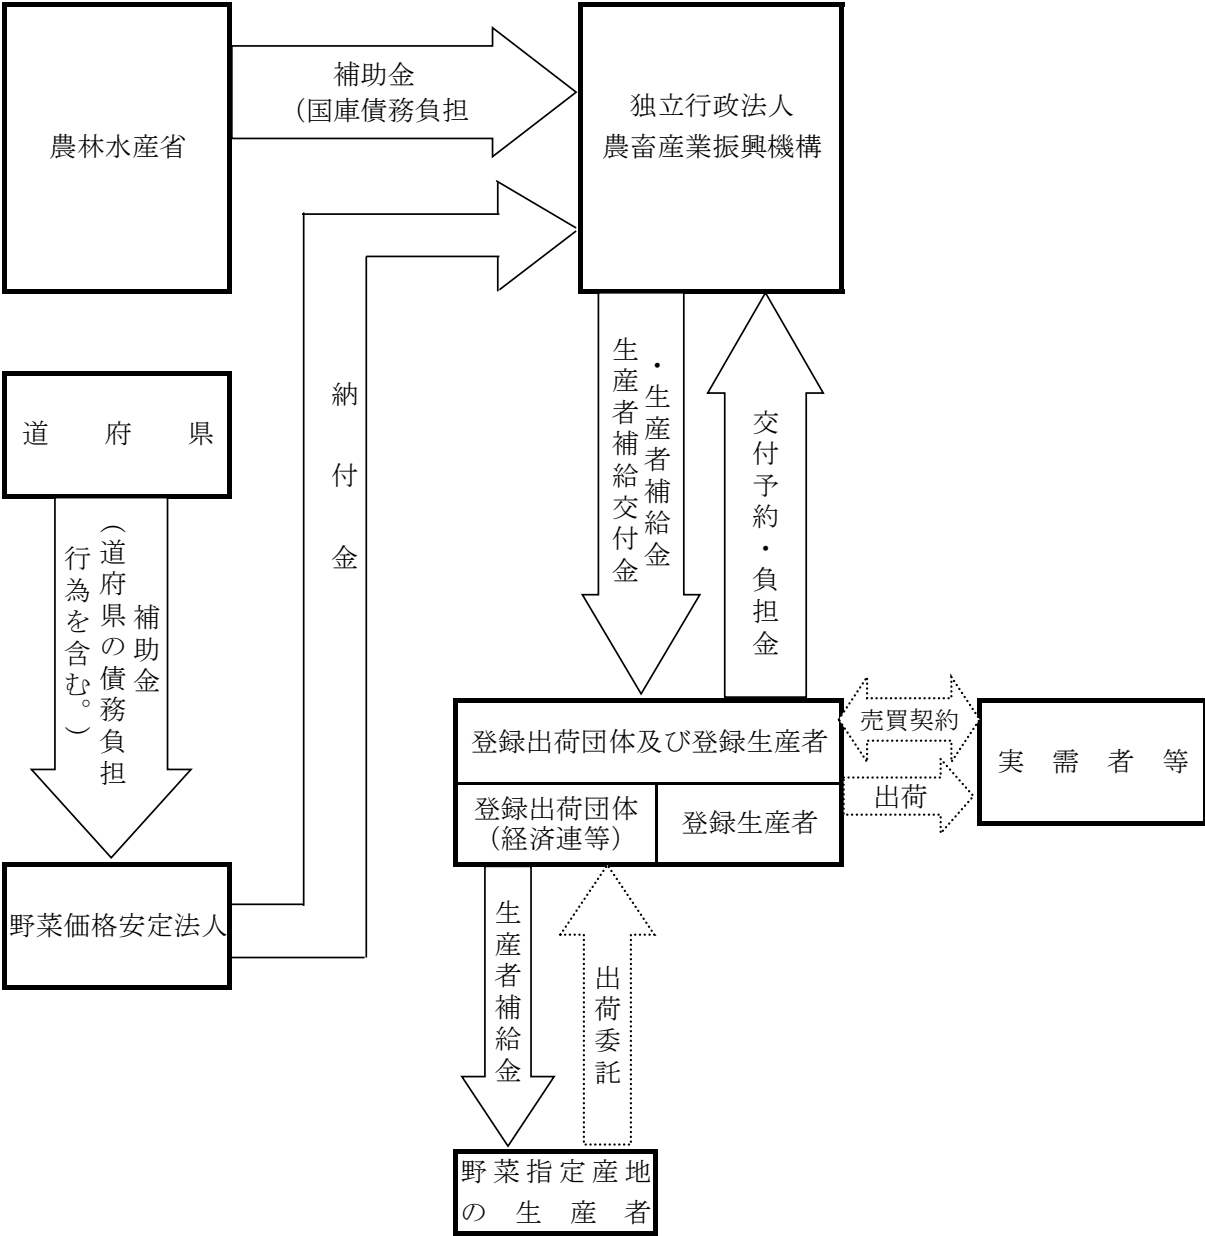 農林水産省
補助金
（国庫債務負担
独立行政法人
農畜産業振興機構
納付金
道府県
補助金
（道府県の債務負担
行為を含む。）
・生産者補給金
生産者補給交付金
交付予約・負担金
野菜価格安定法人
登録出荷団体及び登録生産者
登録出荷団体
（経済連等）
登録生産者
売買契約
出荷
実需者等
生産者補給金
出荷委託
野菜指定産地
の生産者